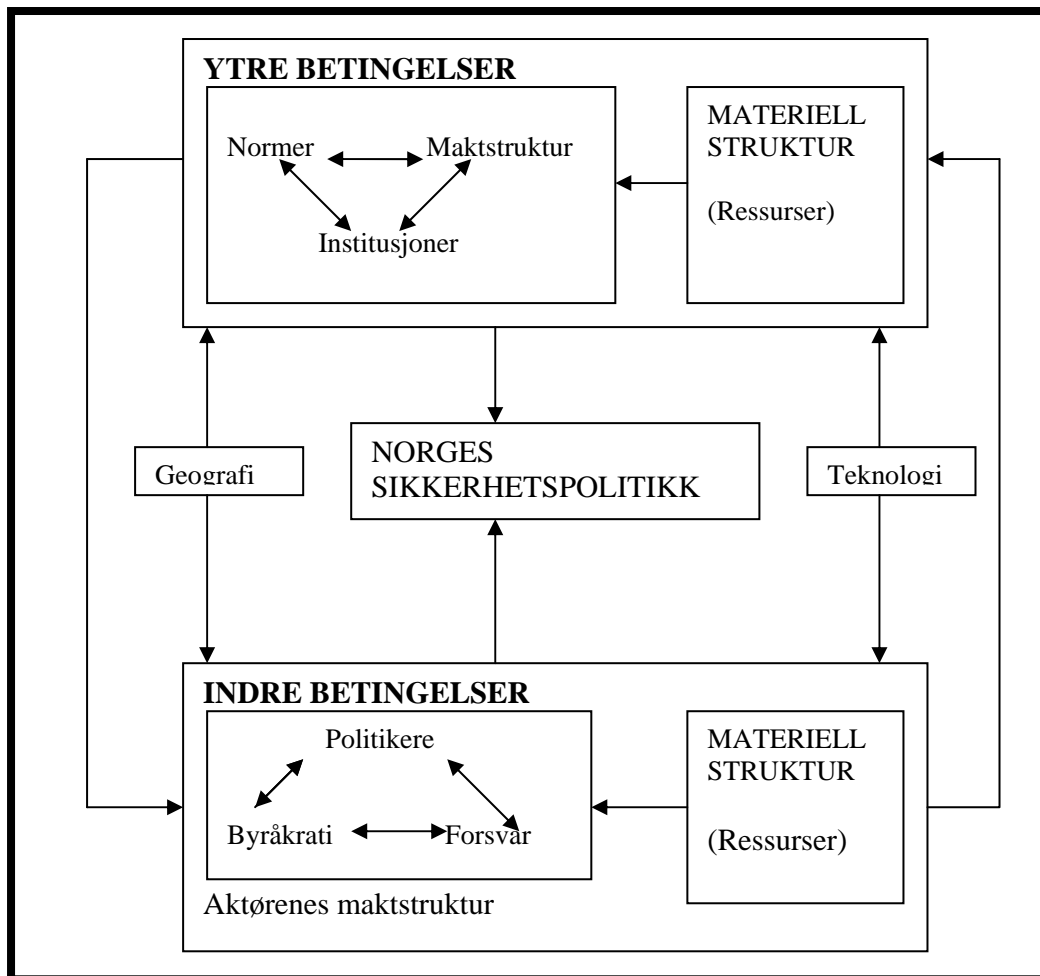 YTRE BETINGELSER
Normer
Maktstruktur
Institusjoner
MATERIELL
STRUKTUR
(Ressurser)
Geografi
NORGES
SIKKERHETSPOLITIKK
Teknologi
INDRE BETINGELSER
Politikere
Byråkrati
Forsvar
Aktørenes maktstruktur
MATERIELL
STRUKTUR
(Ressurser)